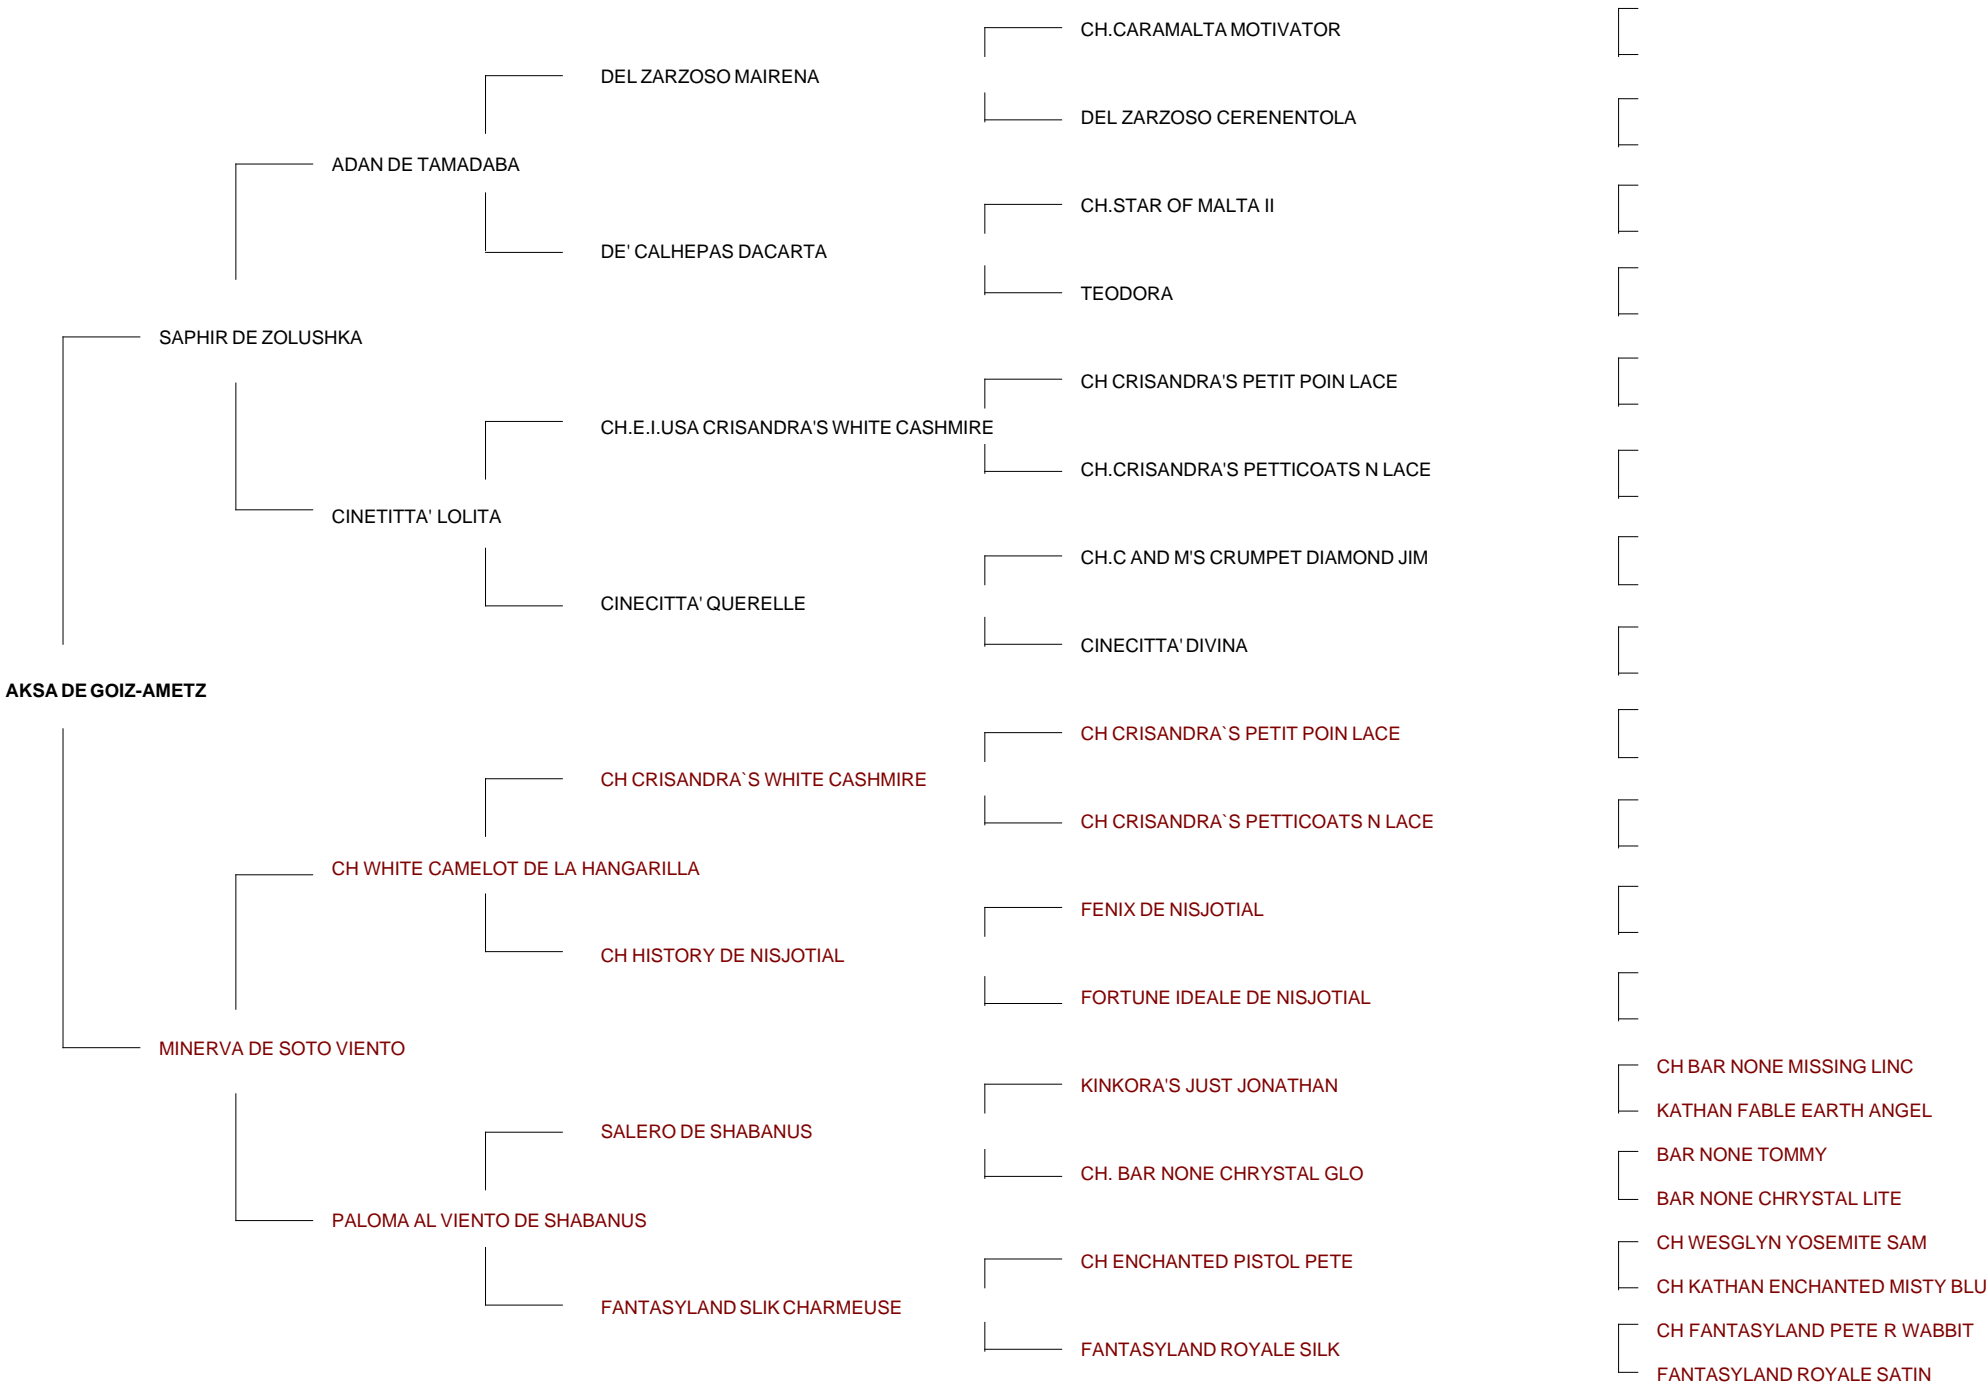 CH.CARAMALTA MOTIVATOR
DEL ZARZOSO MAIRENA
DEL ZARZOSO CERENENTOLA
ADAN DE TAMADABA
CH.STAR OF MALTA II
DE' CALHEPAS DACARTA
TEODORA
SAPHIR DE ZOLUSHKA
CH CRISANDRA'S PETIT POIN LACE
CH.E.I.USA CRISANDRA'S WHITE CASHMIRE
CH.CRISANDRA'S PETTICOATS N LACE
CINETITTA' LOLITA
CH.C AND M'S CRUMPET DIAMOND JIM
CINECITTA' QUERELLE
CINECITTA' DIVINA
AKSA DE GOIZ-AMETZ
CH CRISANDRA`S PETIT POIN LACE
CH CRISANDRA`S WHITE CASHMIRE
CH CRISANDRA`S PETTICOATS N LACE
CH WHITE CAMELOT DE LA HANGARILLA
FENIX DE NISJOTIAL
CH HISTORY DE NISJOTIAL
FORTUNE IDEALE DE NISJOTIAL
MINERVA DE SOTO VIENTO
CH BAR NONE MISSING LINC
KINKORA'S JUST JONATHAN
KATHAN FABLE EARTH ANGEL
SALERO DE SHABANUS
BAR NONE TOMMY
CH. BAR NONE CHRYSTAL GLO
BAR NONE CHRYSTAL LITE
PALOMA AL VIENTO DE SHABANUS
CH WESGLYN YOSEMITE SAM
CH ENCHANTED PISTOL PETE
CH KATHAN ENCHANTED MISTY BLU
FANTASYLAND SLIK CHARMEUSE
CH FANTASYLAND PETE R WABBIT
FANTASYLAND ROYALE SILK
FANTASYLAND ROYALE SATIN